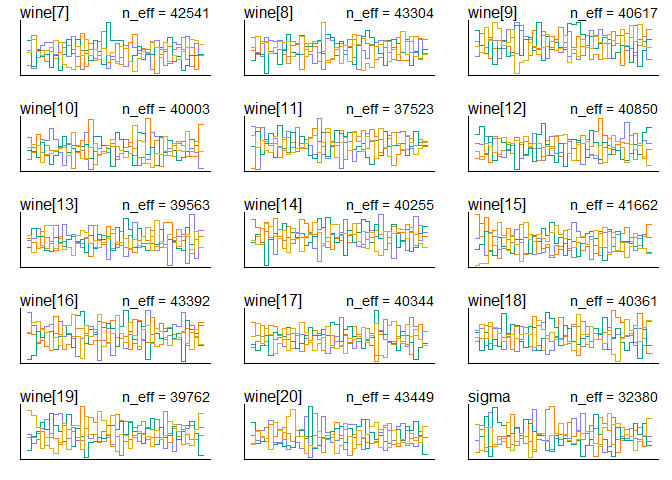 wine[7] n_eff = 42541 wine[8] n_eff = 43304 wine[9] n_eff = 40617
wine[10] n_eff = 40003 wine[11] n_eff = 37523 wine[12] n_eff = 40850
wine[13] n_eff = 39563 wine[14] n_eff = 40255 wine[15] n_eff = 41662
wine[16] n_eff = 43392 wine[17] n_eff = 40344 wine[18] n_eff = 40361
wine[19] n_eff = 39762 wine[20] n_eff = 43449 sigma n_eff = 32380